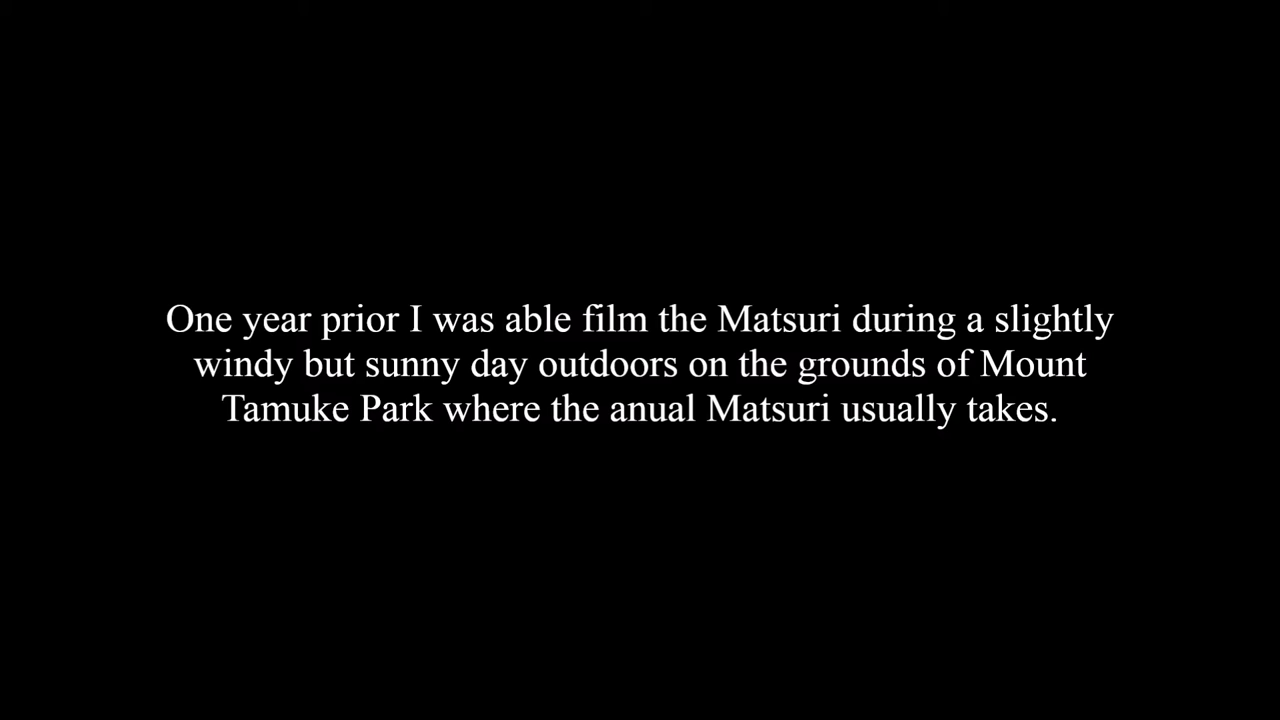 One year prior I was able film the Matsuri during a slightly
windy but sunny day outdoors on the grounds of Mount
Tamuke Park where the anual Matsuri usually takes.